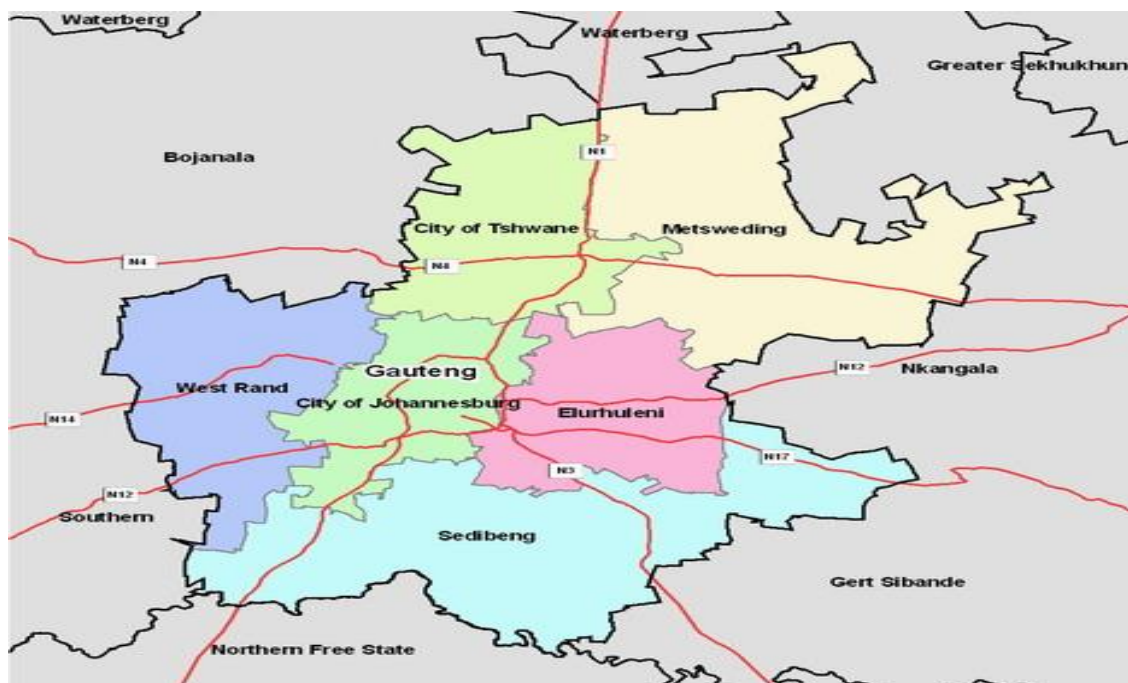 Waterberg
Waterberg
Greater Sekhukhun
Bojanala
N1
City of Tshwane
Metsweding
N4
N4
West Rand
Gauteng
City of Johannesburg
Elurhuleni
N12
Nkangala
N14
N12
N3
N17
Southern
Sedibeng
Gert Sibande
Northern Free State